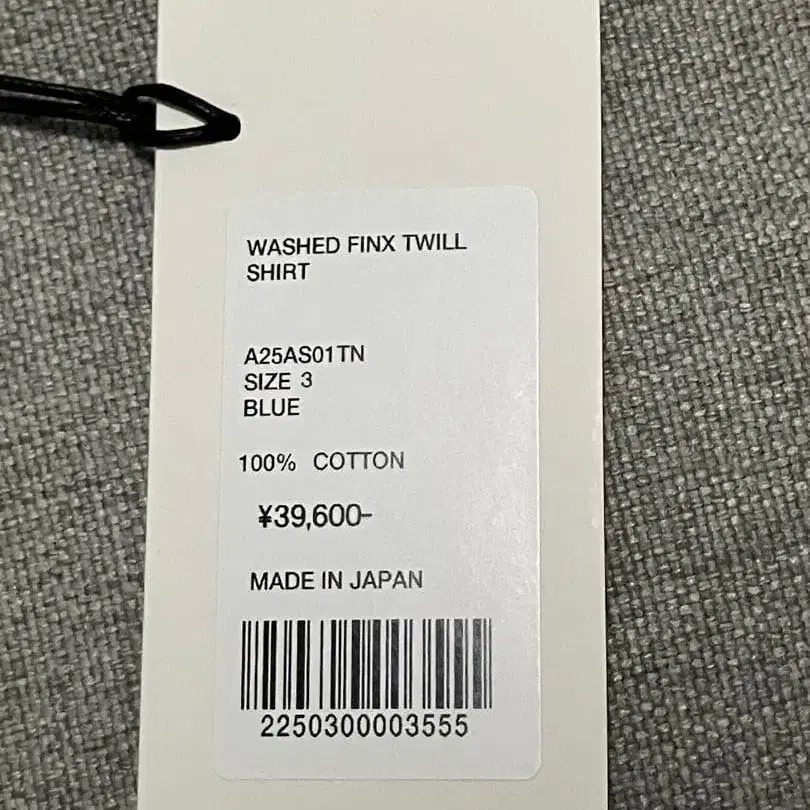 WASHED FINX TWILL
SHIRT
A25AS01TN
SIZE 3
BLUE
100% COTTON
¥39,600-
MADE IN JAPAN
2250300003555